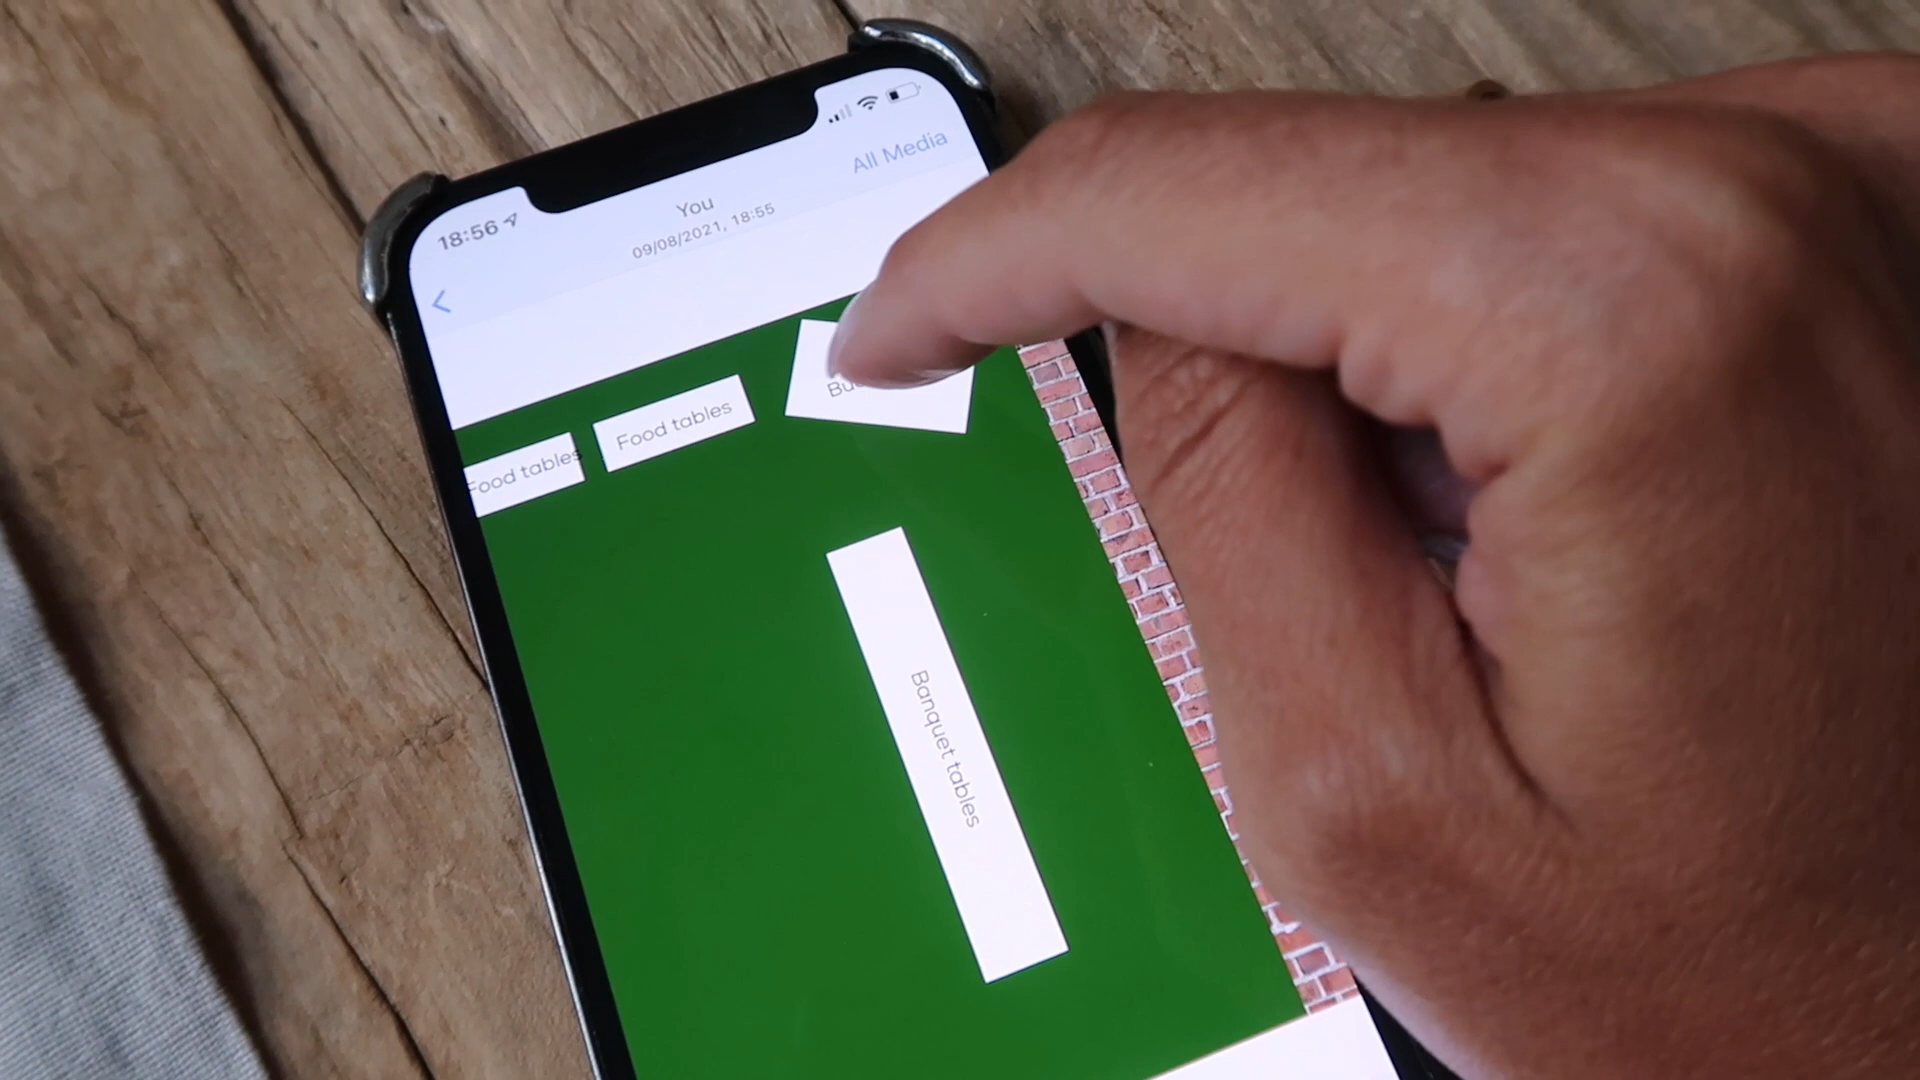 18:56
All Media
You
09/08/2021, 18:55
Food tables
Food tables
Banquet tables